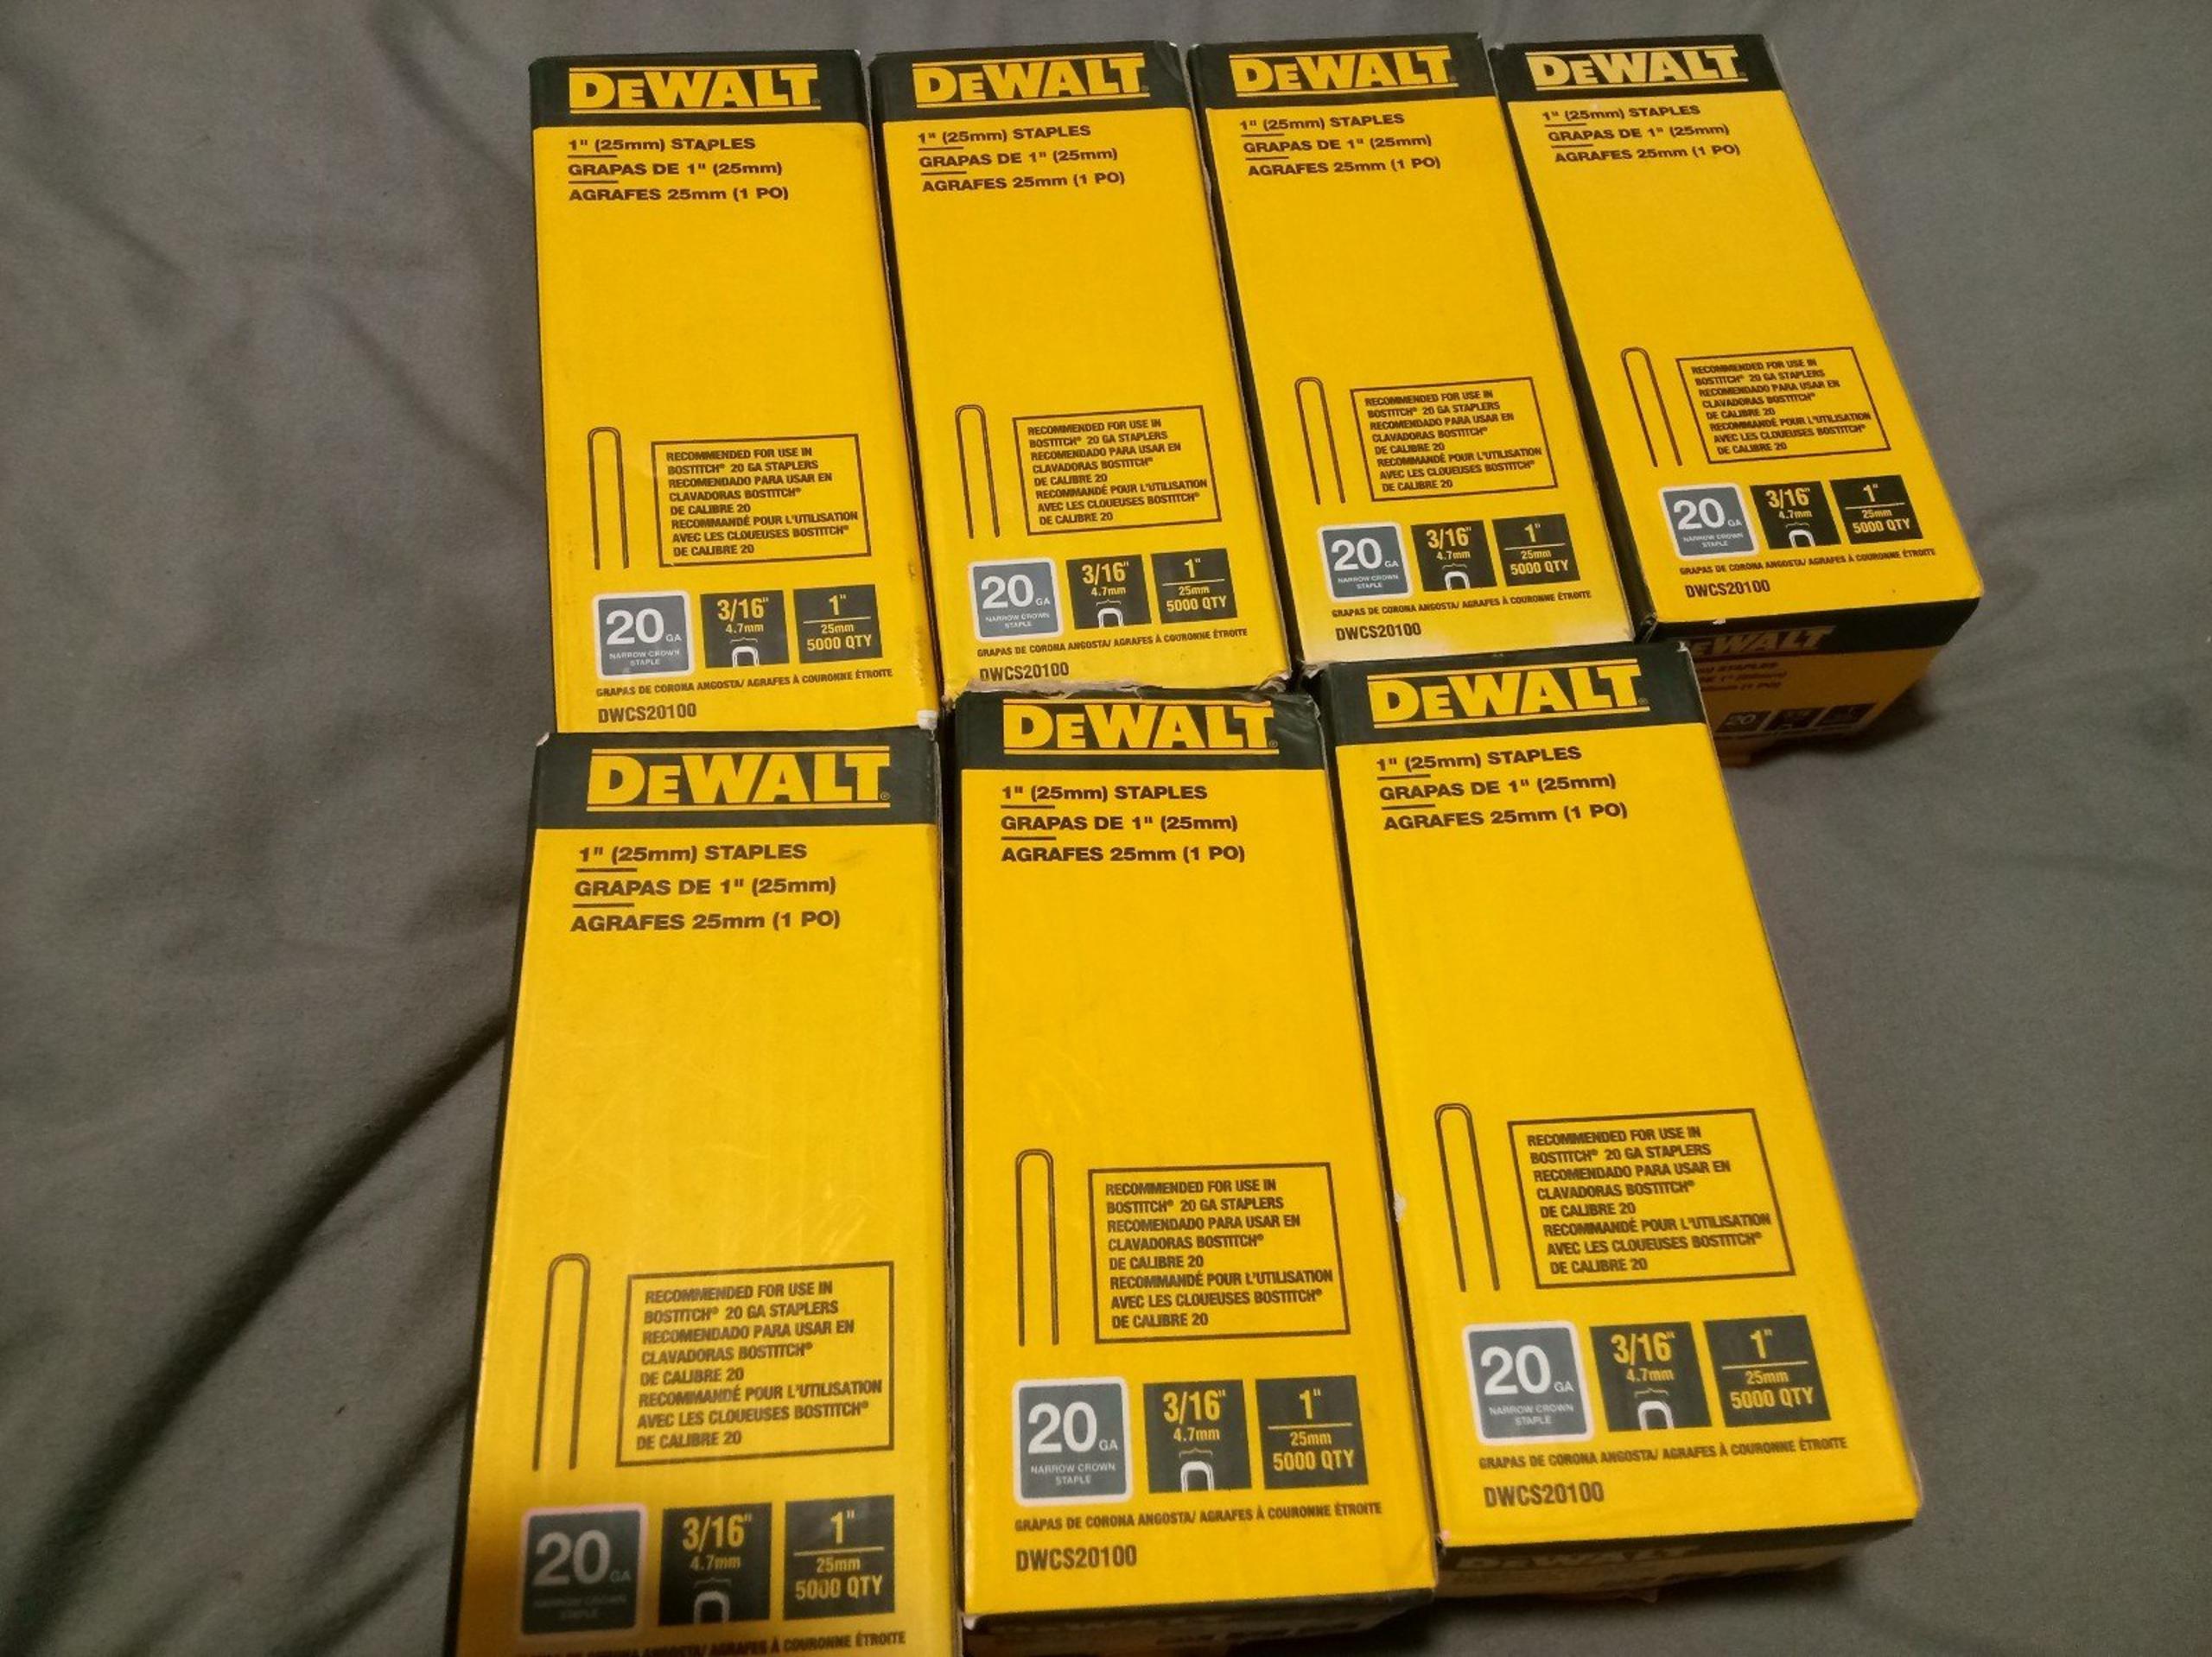 DEWALT
1" (25mm) STAPLES
GRAPAS DE 1" (25mm)
AGRAFES 25mm (1 PO)
RECOMMENDED FOR USE IN
BOSTITCH® 20 GA STAPLERS
RECOMENDADO PARA USAR EN
CLAVADORAS BOSTITCH®
DE CALIBRE 20
RECOMMANDÉ POUR L'UTILISATION
AVEC LES CLOUEUSES BOSTITCH®
DE CALIBRE 20
20 GA
NARROW CROWN
STAPLE
3/16"
4.7mm
1"
25mm
5000 QTY
GRAPAS DE CORONA ANGOSTA/ AGRAFES À COURONNE ÉTROITE
DWCS20100
DEWALT
1" (25mm) STAPLES
GRAPAS DE 1" (25mm)
AGRAFES 25mm (1 PO)
RECOMMENDED FOR USE IN
BOSTITCH® 20 GA STAPLERS
RECOMENDADO PARA USAR EN
CLAVADORAS BOSTITCH®
DE CALIBRE 20
RECOMMANDÉ POUR L'UTILISATION
AVEC LES CLOUEUSES BOSTITCH®
DE CALIBRE 20
20 GA
NARROW CROWN
STAPLE
3/16"
4.7mm
1"
25mm
5000 QTY
GRAPAS DE CORONA ANGOSTA/ AGRAFES À COURONNE ÉTROITE
DWCS20100
DEWALT
1" (25mm) STAPLES
GRAPAS DE 1" (25mm)
AGRAFES 25mm (1 PO)
RECOMMENDED FOR USE IN
BOSTITCH® 20 GA STAPLERS
RECOMENDADO PARA USAR EN
CLAVADORAS BOSTITCH®
DE CALIBRE 20
RECOMMANDÉ POUR L'UTILISATION
AVEC LES CLOUEUSES BOSTITCH®
DE CALIBRE 20
20 GA
NARROW CROWN
STAPLE
3/16"
4.7mm
1"
25mm
5000 QTY
GRAPAS DE CORONA ANGOSTA/ AGRAFES À COURONNE ÉTROITE
DWCS20100
DEWALT
1" (25mm) STAPLES
GRAPAS DE 1" (25mm)
AGRAFES 25mm (1 PO)
RECOMMENDED FOR USE IN
BOSTITCH® 20 GA STAPLERS
RECOMENDADO PARA USAR EN
CLAVADORAS BOSTITCH®
DE CALIBRE 20
RECOMMANDÉ POUR L'UTILISATION
AVEC LES CLOUEUSES BOSTITCH®
DE CALIBRE 20
20 GA
NARROW CROWN
STAPLE
3/16"
4.7mm
1"
25mm
5000 QTY
GRAPAS DE CORONA ANGOSTA/ AGRAFES À COURONNE ÉTROITE
DWCS20100
DEWALT®
1" (25mm) STAPLES
GRAPAS DE 1" (25mm)
AGRAFES 25mm (1 PO)
RECOMMENDED FOR USE IN
BOSTITCH® 20 GA STAPLERS
RECOMENDADO PARA USAR EN
CLAVADORAS BOSTITCH®
DE CALIBRE 20
RECOMMANDÉ POUR L'UTILISATION
AVEC LES CLOUEUSES BOSTITCH®
DE CALIBRE 20
20 GA
NARROW CROWN
STAPLE
3/16"
4.7mm
1"
25mm
5000 QTY
GRAPAS DE CORONA ANGOSTA/ AGRAFES À COURONNE ÉTROITE
DEWALT®
1" (25mm) STAPLES
GRAPAS DE 1" (25mm)
AGRAFES 25mm (1 PO)
RECOMMENDED FOR USE IN
BOSTITCH® 20 GA STAPLERS
RECOMENDADO PARA USAR EN
CLAVADORAS BOSTITCH®
DE CALIBRE 20
RECOMMANDÉ POUR L'UTILISATION
AVEC LES CLOUEUSES BOSTITCH®
DE CALIBRE 20
20 GA
NARROW CROWN
STAPLE
3/16"
4.7mm
1"
25mm
5000 QTY
GRAPAS DE CORONA ANGOSTA/ AGRAFES À COURONNE ÉTROITE
DWCS20100
DEWALT®
1" (25mm) STAPLES
GRAPAS DE 1" (25mm)
AGRAFES 25mm (1 PO)
RECOMMENDED FOR USE IN
BOSTITCH® 20 GA STAPLERS
RECOMENDADO PARA USAR EN
CLAVADORAS BOSTITCH®
DE CALIBRE 20
RECOMMANDÉ POUR L'UTILISATION
AVEC LES CLOUEUSES BOSTITCH®
DE CALIBRE 20
20 GA
NARROW CROWN
STAPLE
3/16"
4.7mm
1"
25mm
5000 QTY
GRAPAS DE CORONA ANGOSTA/ AGRAFES À COURONNE ÉTROITE
DWCS20100
DEWALT